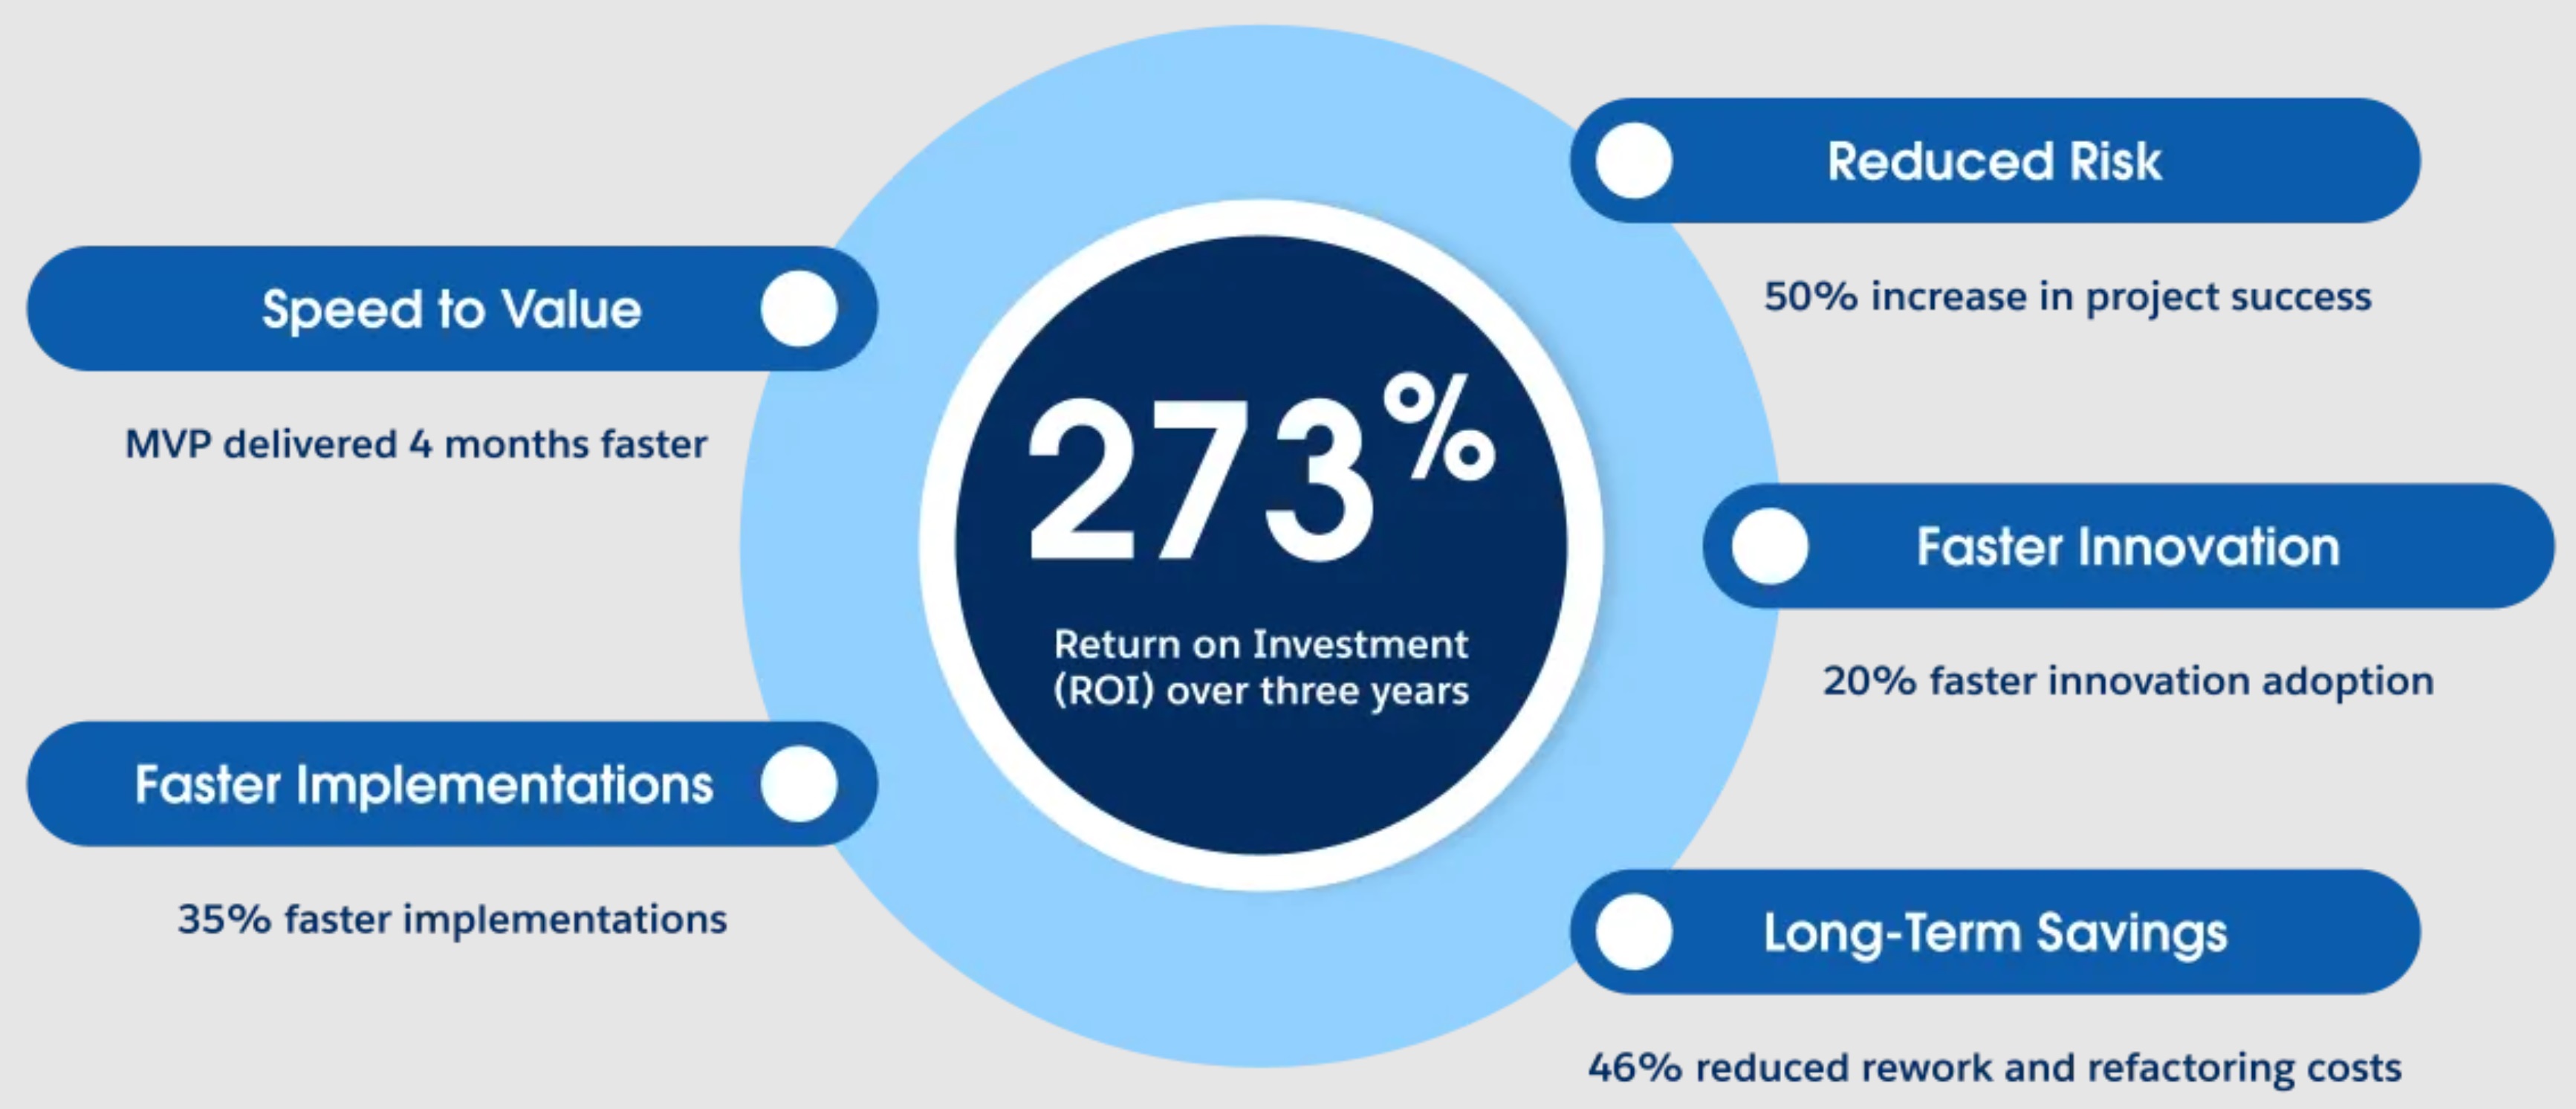 Speed to Value
MVP delivered 4 months faster
Faster Implementations
35% faster implementations
273%
Return on Investment
(ROI) over three years
Reduced Risk
50% increase in project success
Faster Innovation
20% faster innovation adoption
Long-Term Savings
46% reduced rework and refactoring costs